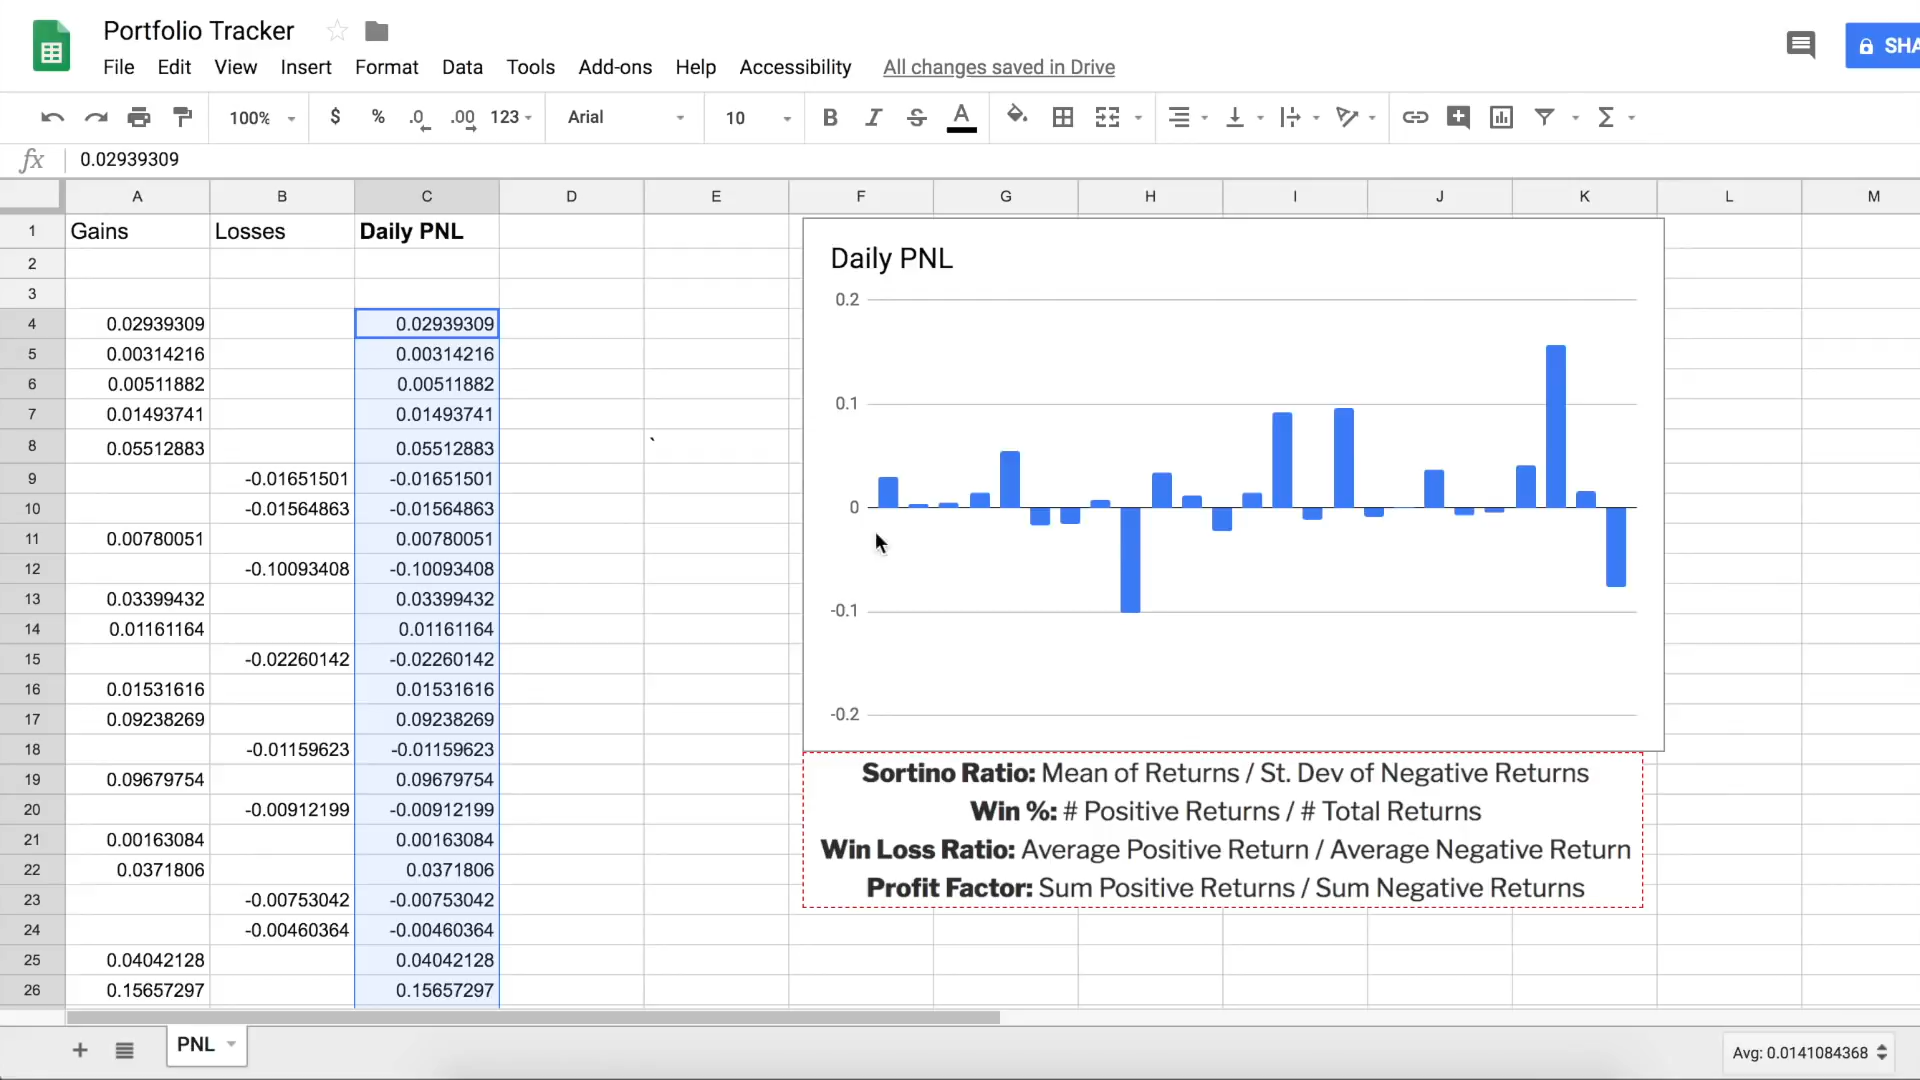 Portfolio Tracker
File Edit View Insert Format Data Tools Add-ons Help Accessibility All changes saved in Drive
SHA
100% $ % .0 .00 123 Arial 10 B I S A
fx 0.02939309
A B C D E F G H I J K L M
1 Gains Losses Daily PNL
2
3
4 0.02939309 0.02939309
5 0.00314216 0.00314216
6 0.00511882 0.00511882
7 0.01493741 0.01493741
8 0.05512883 0.05512883 `
9 -0.01651501 -0.01651501
10 -0.01564863 -0.01564863
11 0.00780051 0.00780051
12 -0.10093408 -0.10093408
13 0.03399432 0.03399432
14 0.01161164 0.01161164
15 -0.02260142 -0.02260142
16 0.01531616 0.01531616
17 0.09238269 0.09238269
18 -0.01159623 -0.01159623
19 0.09679754 0.09679754
20 -0.00912199 -0.00912199
21 0.00163084 0.00163084
22 0.0371806 0.0371806
23 -0.00753042 -0.00753042
24 -0.00460364 -0.00460364
25 0.04042128 0.04042128
26 0.15657297 0.15657297
Daily PNL
0.2
0.1
0
-0.1
-0.2
Sortino Ratio: Mean of Returns / St. Dev of Negative Returns
Win %: # Positive Returns / # Total Returns
Win Loss Ratio: Average Positive Return / Average Negative Return
Profit Factor: Sum Positive Returns / Sum Negative Returns
+ PNL
Avg: 0.0141084368